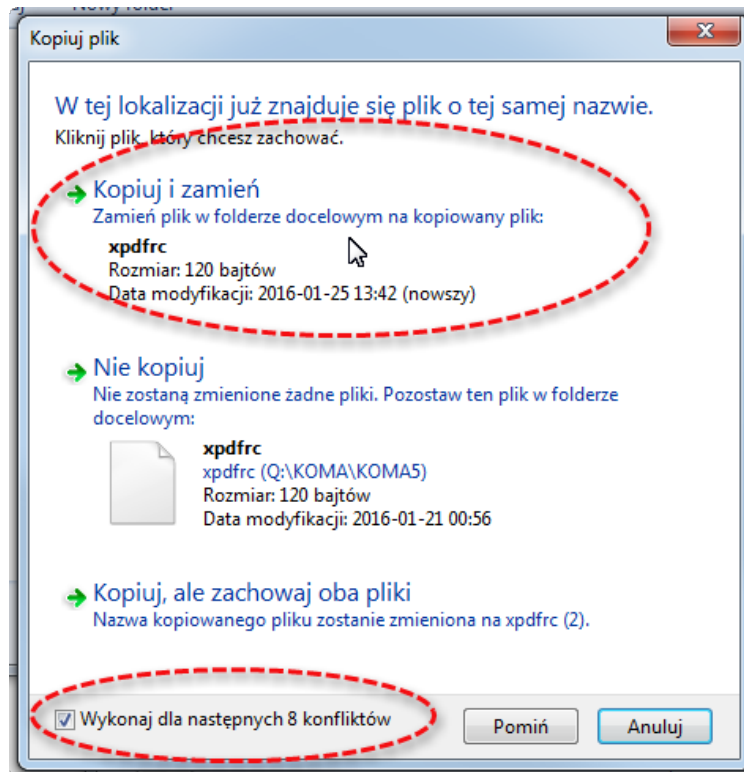 Nowy folder
Kopiuj plik
W tej lokalizacji już znajduje się plik o tej samej nazwie.
Kliknij plik, który chcesz zachować.
Kopiuj i zamień
Zamień plik w folderze docelowym na kopiowany plik:
xpdfrc
Rozmiar: 120 bajtów
Data modyfikacji: 2016-01-25 13:42 (nowszy)
Nie kopiuj
Nie zostaną zmienione żadne pliki. Pozostaw ten plik w folderze
docelowym:
xpdfrc
xpdfrc (Q:\KOMA\KOMA5)
Rozmiar: 120 bajtów
Data modyfikacji: 2016-01-21 00:56
Kopiuj, ale zachowaj oba pliki
Nazwa kopiowanego pliku zostanie zmieniona na xpdfrc (2).
Wykonaj dla następnych 8 konfliktów
Pomiń
Anuluj